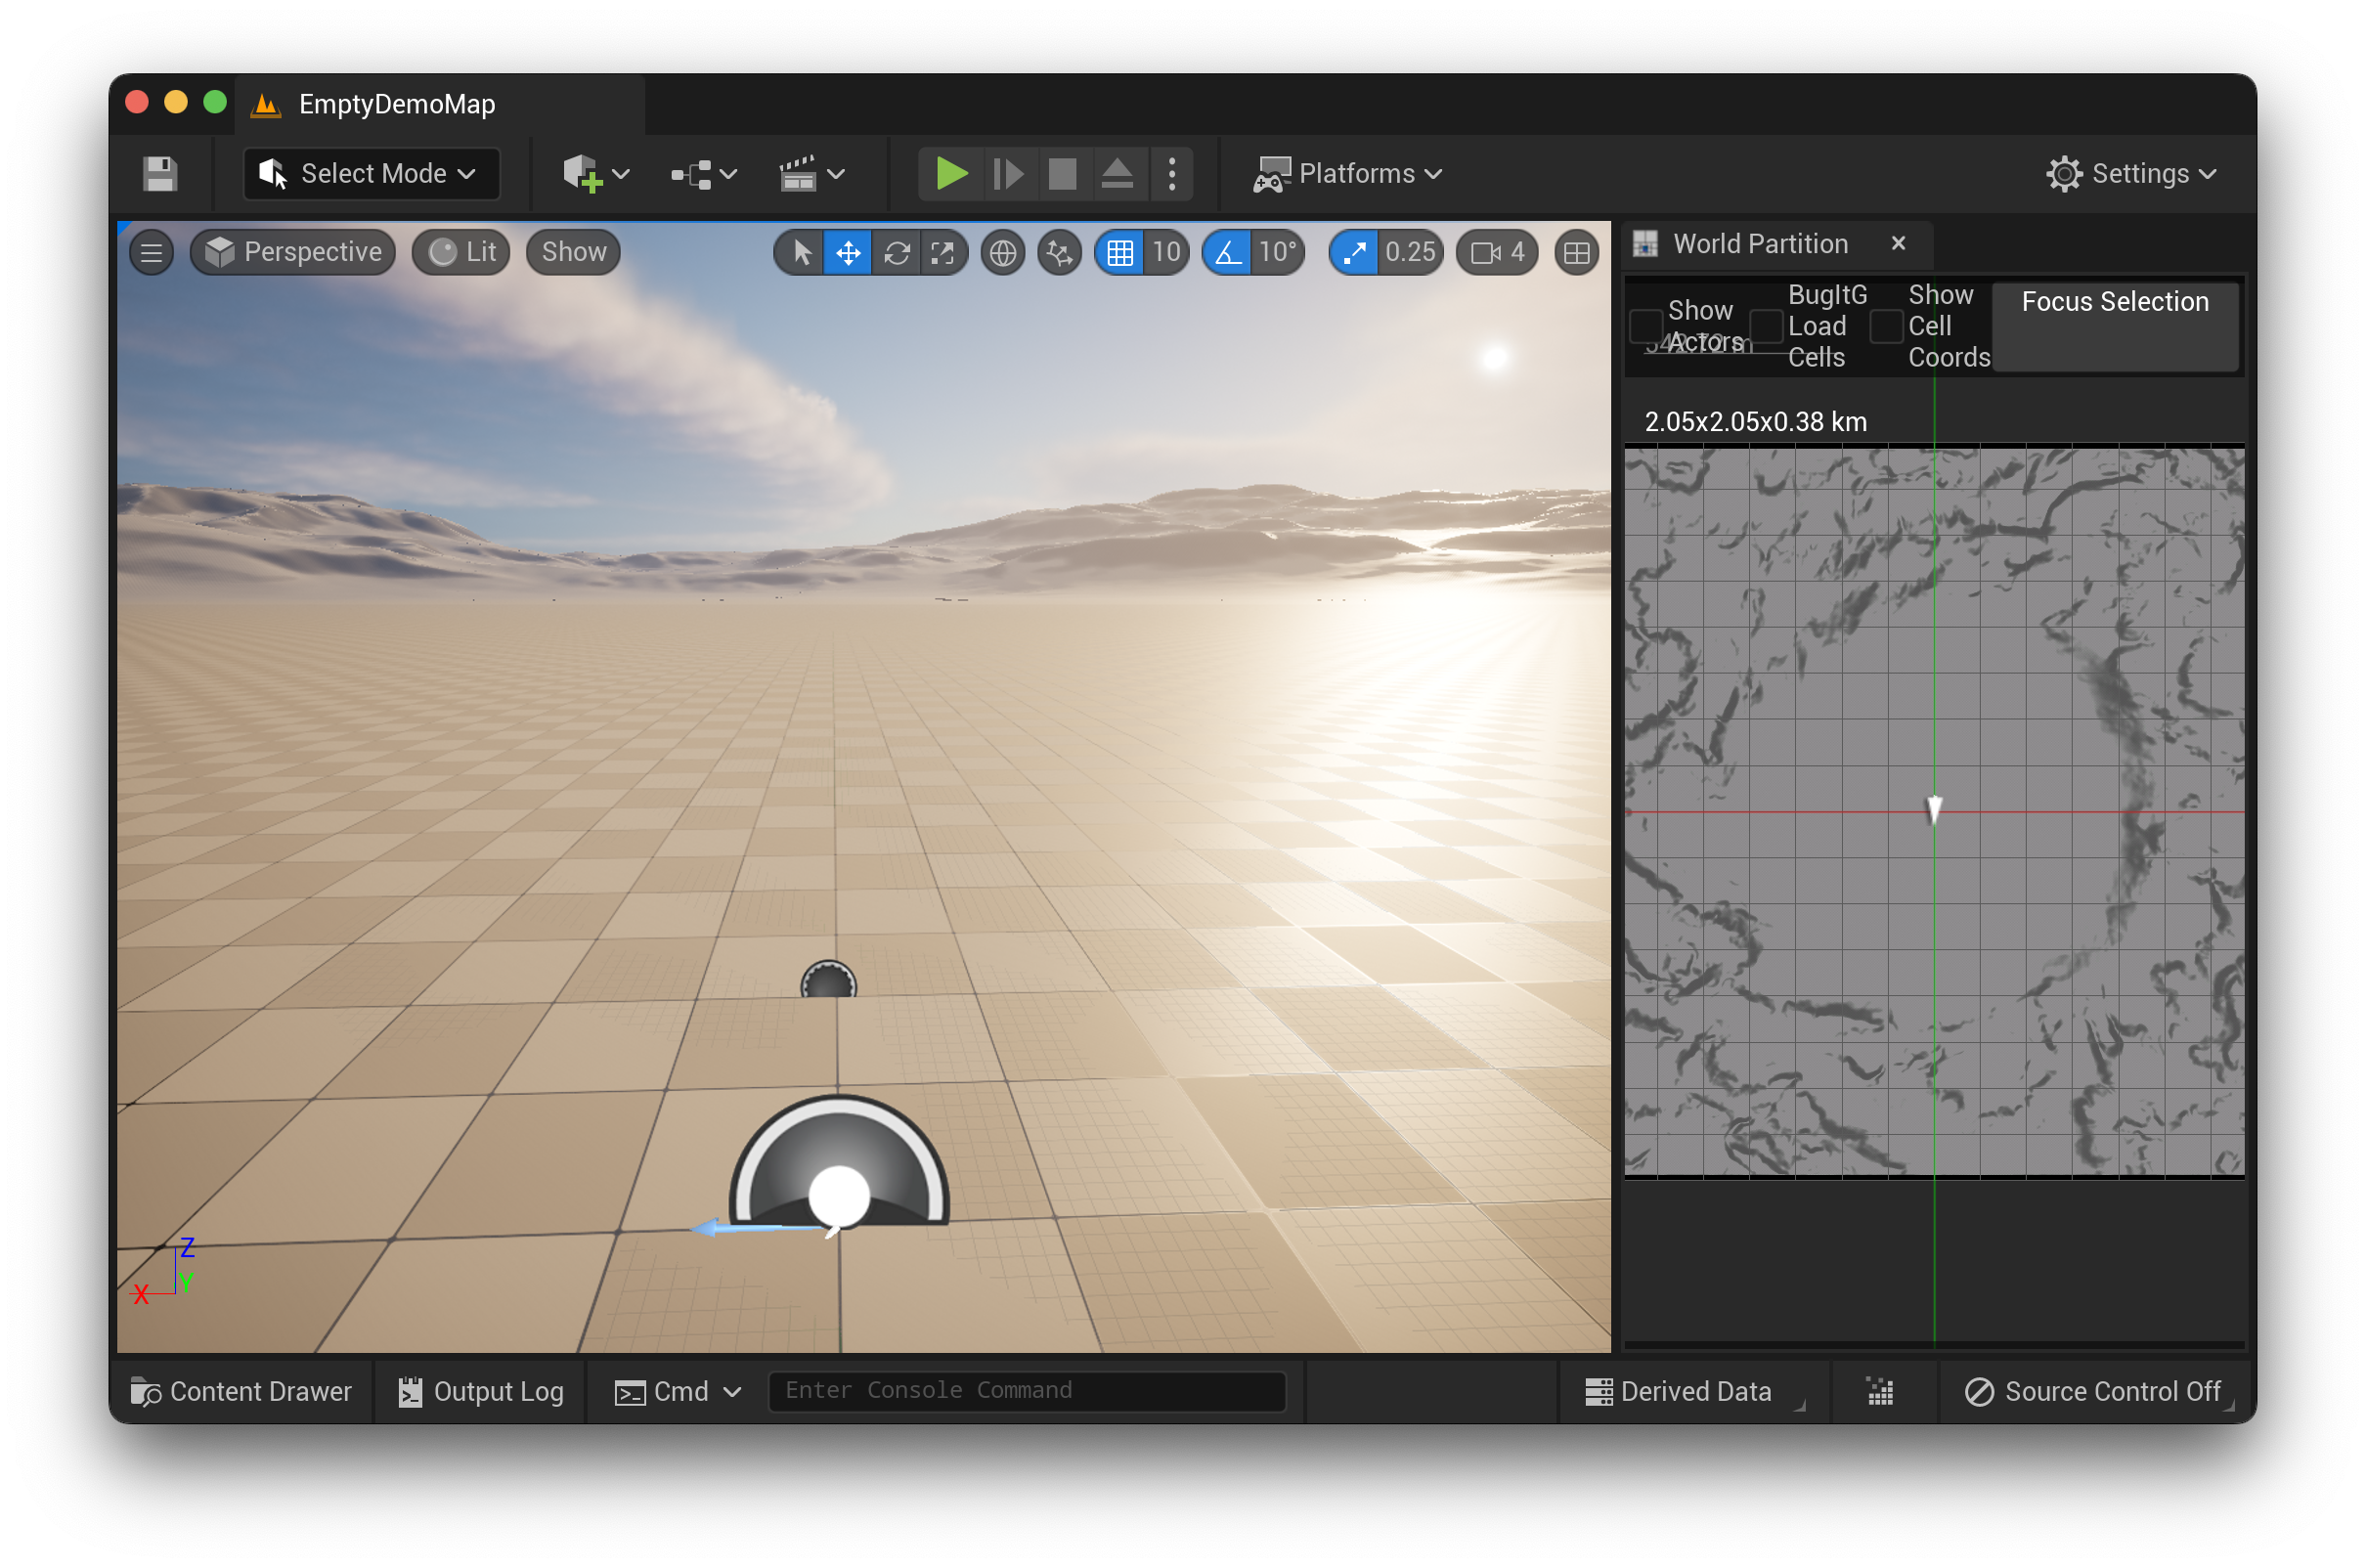 EmptyDemoMap
Select Mode
Platforms
Settings
Perspective
Lit
Show
10
10°
0.25
4
World Partition
Show
Actors
BugItG
Load
Cells
Show
Cell
Coords
Focus Selection
2.05x2.05x0.38 km
Z
Y
X
Content Drawer
Output Log
Cmd
Enter Console Command
Derived Data
Source Control Off